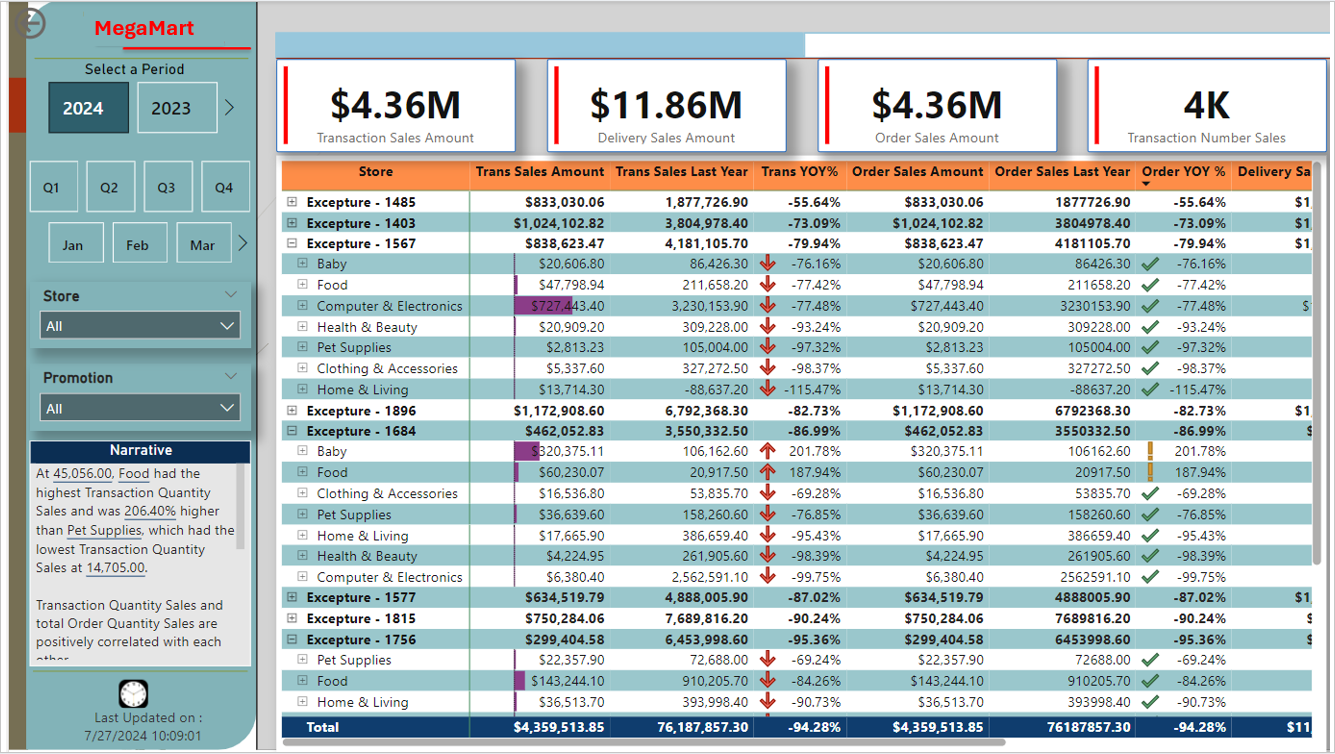 MegaMart
Select a Period
2024 2023
Q1 Q2 Q3 Q4
Jan Feb Mar
Store
All
Promotion
All
Narrative
At 45,056.00, Food had the
highest Transaction Quantity
Sales and was 206.40% higher
than Pet Supplies, which had the
lowest Transaction Quantity
Sales at 14,705.00.
Transaction Quantity Sales and
total Order Quantity Sales are
positively correlated with each
other
Last Updated on :
7/27/2024 10:09:01
$4.36M
Transaction Sales Amount
$11.86M
Delivery Sales Amount
$4.36M
Order Sales Amount
4K
Transaction Number Sales
Store Trans Sales Amount Trans Sales Last Year Trans YOY% Order Sales Amount Order Sales Last Year Order YOY % Delivery Sa
Excepture - 1485 $833,030.06 1,877,726.90 -55.64% $833,030.06 1877726.90 -55.64% $1,
Excepture - 1403 $1,024,102.82 3,804,978.40 -73.09% $1,024,102.82 3804978.40 -73.09% $1,
Excepture - 1567 $838,623.47 4,181,105.70 -79.94% $838,623.47 4181105.70 -79.94% $1,
Baby $20,606.80 86,426.30 -76.16% $20,606.80 86426.30 -76.16%
Food $47,798.94 211,658.20 -77.42% $47,798.94 211658.20 -77.42%
Computer & Electronics $727,443.40 3,230,153.90 -77.48% $727,443.40 3230153.90 -77.48% $
Health & Beauty $20,909.20 309,228.00 -93.24% $20,909.20 309228.00 -93.24%
Pet Supplies $2,813.23 105,004.00 -97.32% $2,813.23 105004.00 -97.32%
Clothing & Accessories $5,337.60 327,272.50 -98.37% $5,337.60 327272.50 -98.37%
Home & Living $13,714.30 -88,637.20 -115.47% $13,714.30 -88637.20 -115.47%
Excepture - 1896 $1,172,908.60 6,792,368.30 -82.73% $1,172,908.60 6792368.30 -82.73% $1,
Excepture - 1684 $462,052.83 3,550,332.50 -86.99% $462,052.83 3550332.50 -86.99% $
Baby $320,375.11 106,162.60 201.78% $320,375.11 106162.60 201.78%
Food $60,230.07 20,917.50 187.94% $60,230.07 20917.50 187.94%
Clothing & Accessories $16,536.80 53,835.70 -69.28% $16,536.80 53835.70 -69.28%
Pet Supplies $36,639.60 158,260.60 -76.85% $36,639.60 158260.60 -76.85%
Home & Living $17,665.90 386,659.40 -95.43% $17,665.90 386659.40 -95.43%
Health & Beauty $4,224.95 261,905.60 -98.39% $4,224.95 261905.60 -98.39%
Computer & Electronics $6,380.40 2,562,591.10 -99.75% $6,380.40 2562591.10 -99.75%
Excepture - 1577 $634,519.79 4,888,005.90 -87.02% $634,519.79 4888005.90 -87.02% $1,
Excepture - 1815 $750,284.06 7,689,816.20 -90.24% $750,284.06 7689816.20 -90.24% $
Excepture - 1756 $299,404.58 6,453,998.60 -95.36% $299,404.58 6453998.60 -95.36% $
Pet Supplies $22,357.90 72,688.00 -69.24% $22,357.90 72688.00 -69.24%
Food $143,244.10 910,205.70 -84.26% $143,244.10 910205.70 -84.26%
Home & Living $36,513.70 393,998.40 -90.73% $36,513.70 393998.40 -90.73%
Total $4,359,513.85 76,187,857.30 -94.28% $4,359,513.85 76187857.30 -94.28% $11